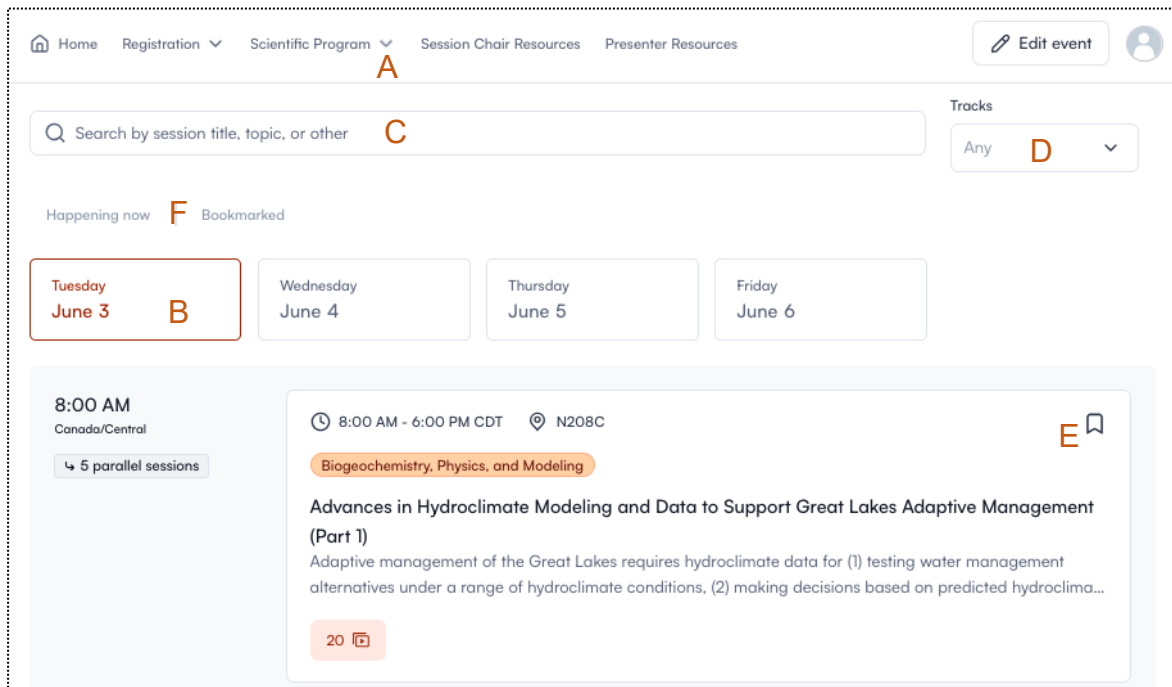 Home Registration Scientific Program Session Chair Resources Presenter Resources Edit event
A
Tracks
Search by session title, topic, or other C
Any D
Happening now F Bookmarked
Tuesday Wednesday Thursday Friday
June 3 B June 4 June 5 June 6
8:00 AM
Canada/Central
5 parallel sessions
8:00 AM - 6:00 PM CDT N208C
E
Biogeochemistry, Physics, and Modeling
Advances in Hydroclimate Modeling and Data to Support Great Lakes Adaptive Management
(Part 1)
Adaptive management of the Great Lakes requires hydroclimate data for (1) testing water management
alternatives under a range of hydroclimate conditions, (2) making decisions based on predicted hydroclima...
20